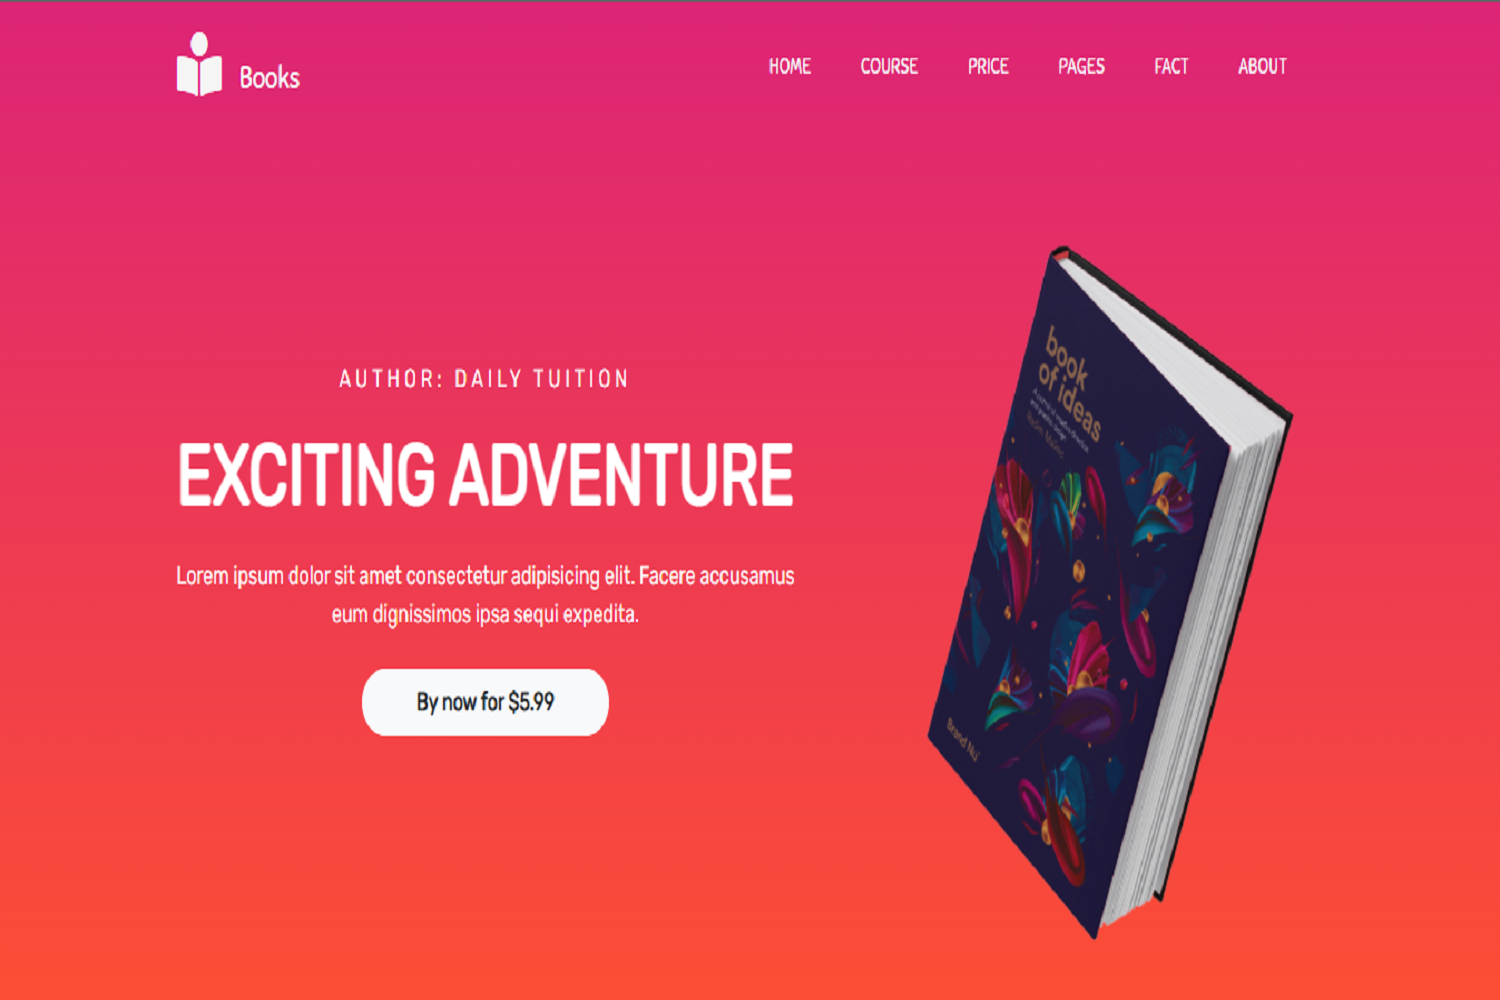 Books
HOME COURSE PRICE PAGES FACT ABOUT
AUTHOR: DAILY TUITION
EXCITING ADVENTURE
Lorem ipsum dolor sit amet consectetur adipisicing elit. Facere accusamus
eum dignissimos ipsa sequi expedita.
By now for $5.99
book
of ideas
Brand Nu